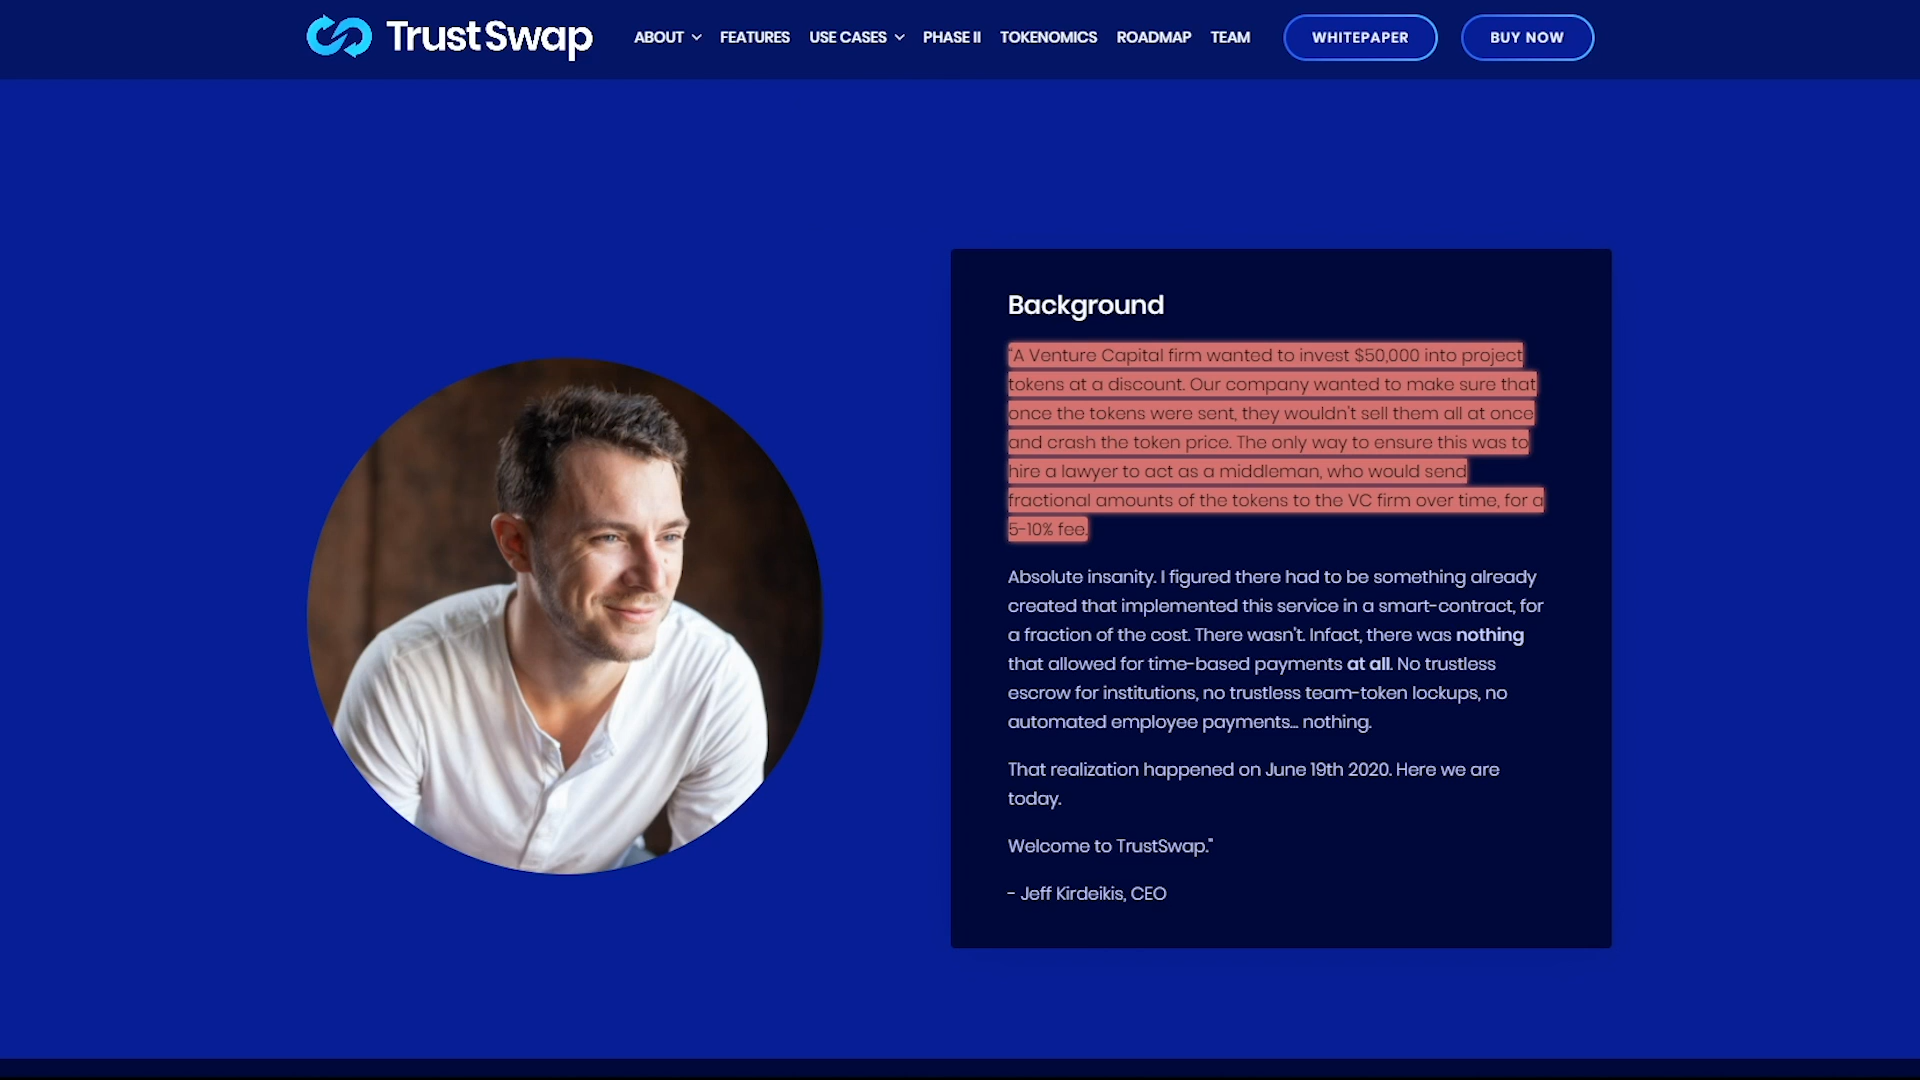 TrustSwap
ABOUT FEATURES USE CASES PHASE II TOKENOMICS ROADMAP TEAM WHITEPAPER BUY NOW
Background
"A Venture Capital firm wanted to invest $50,000 into project
tokens at a discount. Our company wanted to make sure that
once the tokens were sent, they wouldn't sell them all at once
and crash the token price. The only way to ensure this was to
hire a lawyer to act as a middleman, who would send
fractional amounts of the tokens to the VC firm over time, for a
5-10% fee.
Absolute insanity. I figured there had to be something already
created that implemented this service in a smart-contract, for
a fraction of the cost. There wasn't. Infact, there was nothing
that allowed for time-based payments at all. No trustless
escrow for institutions, no trustless team-token lockups, no
automated employee payments... nothing.
That realization happened on June 19th 2020. Here we are
today.
Welcome to TrustSwap."
- Jeff Kirdeikis, CEO